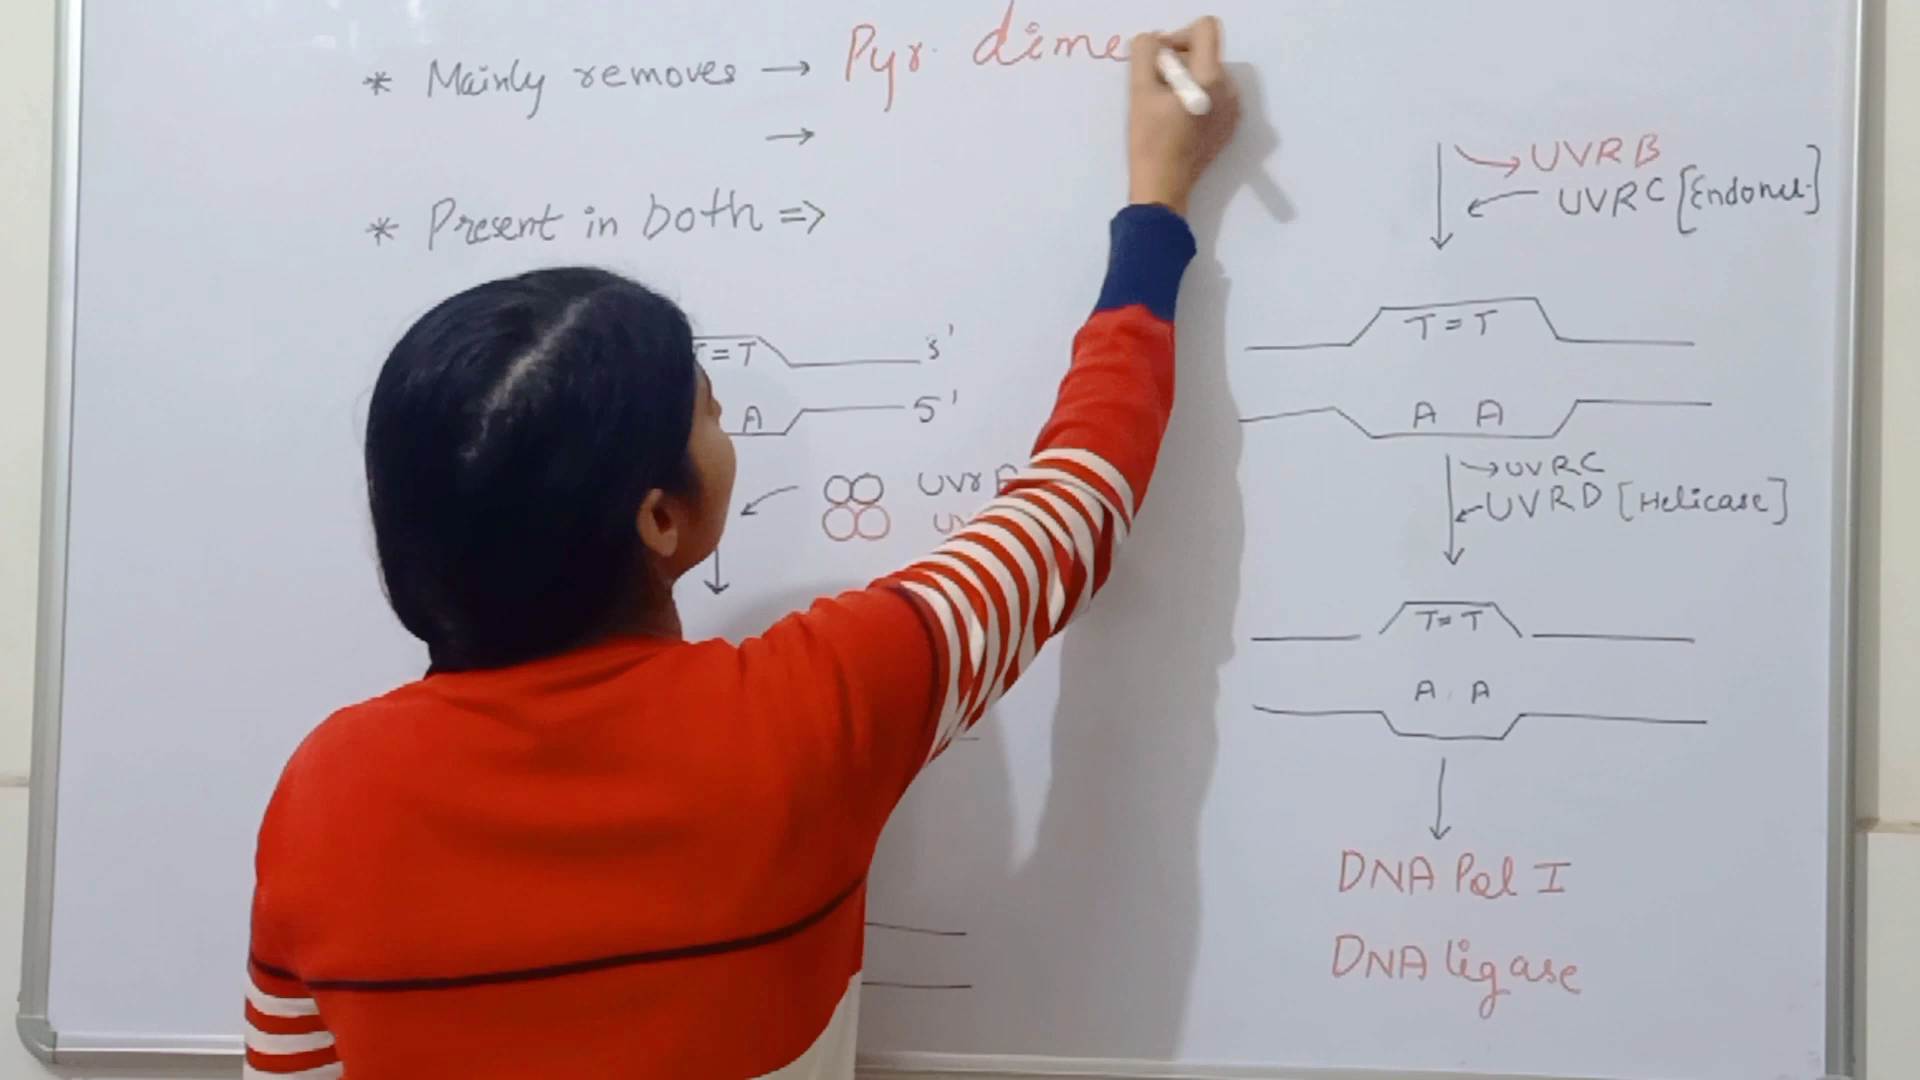 * Mainly removes → Pyr. dime
→
* Present in both =>
= T 3'
A 5'
UVr
→ UVRB
UVRC [Endonu.]
T = T
A A
→ UVRC
UVRD [Helicase]
T = T
A A
DNA Pol I
DNA ligase